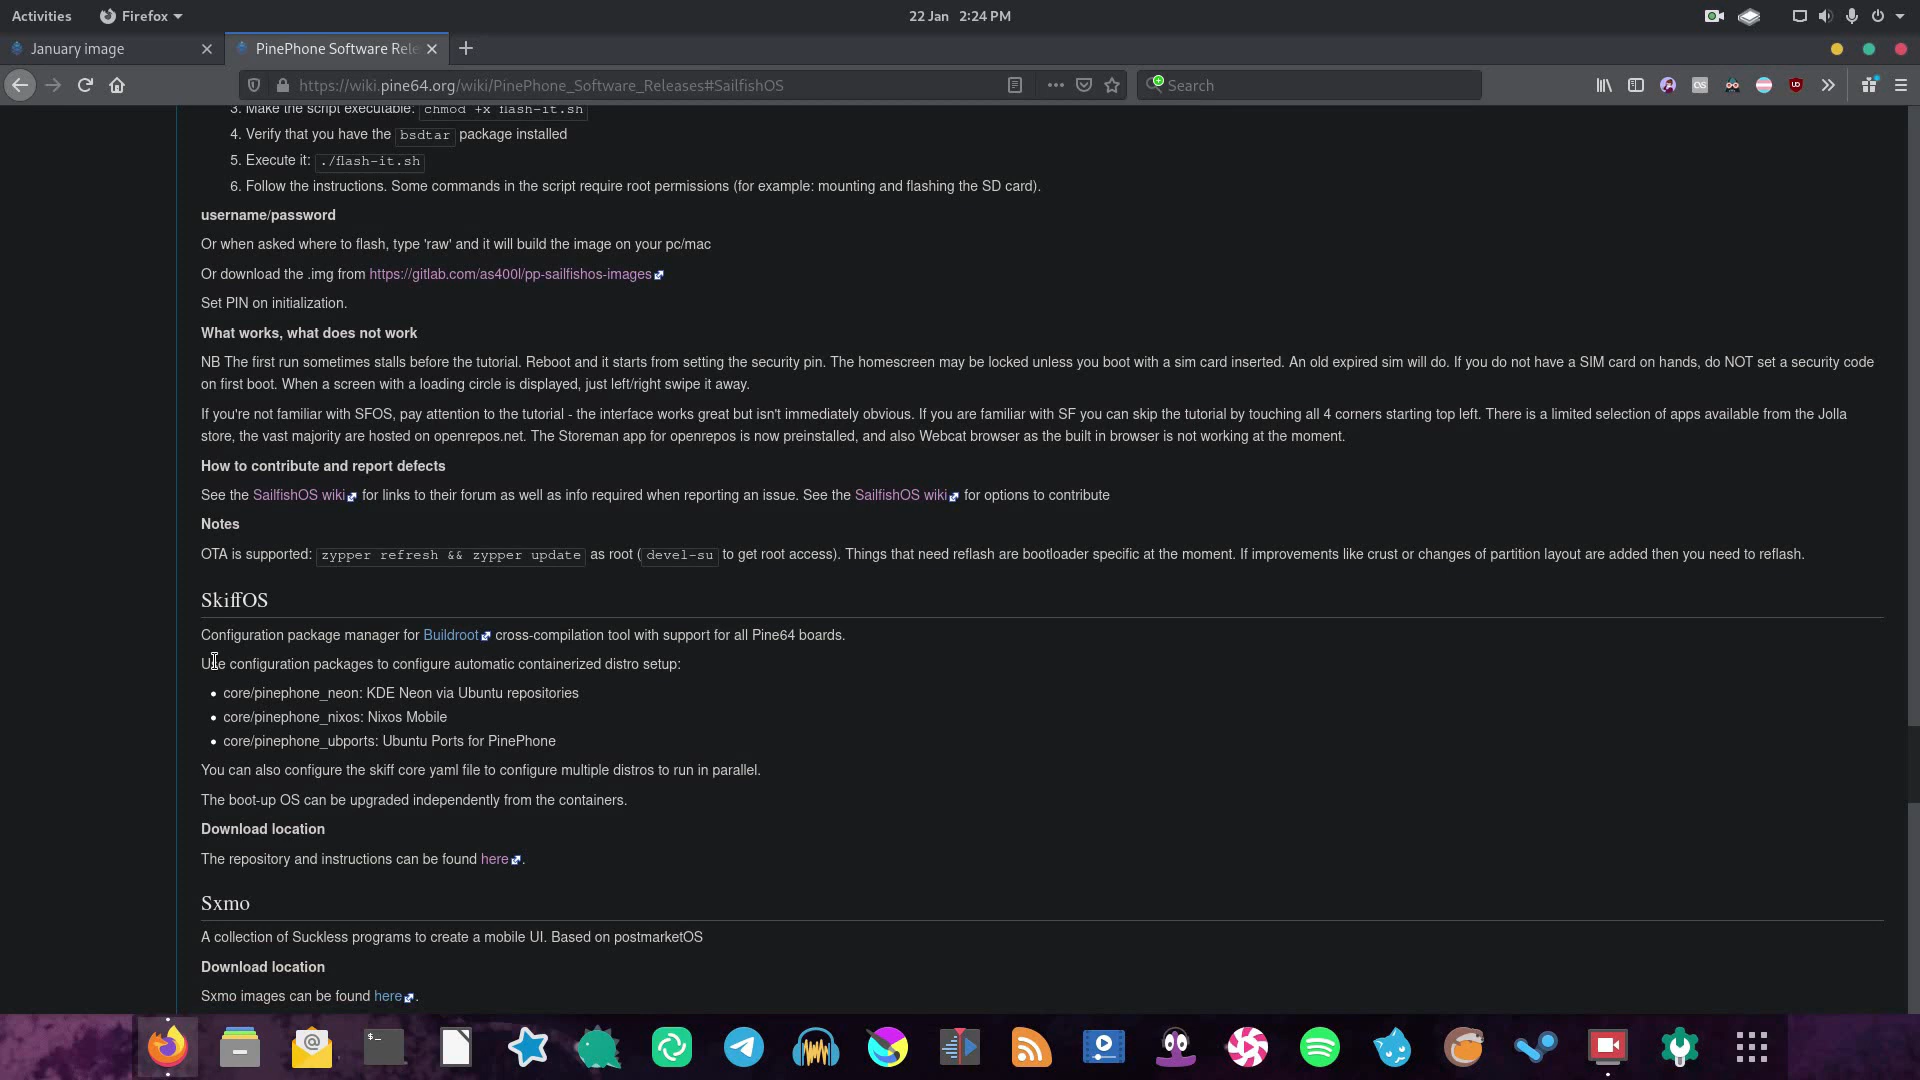 Activities
Firefox
22 Jan 2:24 PM
January image
PinePhone Software Rele
https://wiki.pine64.org/wiki/PinePhone_Software_Releases#SailfishOS
Search
3. Make the script executable: chmod +x flash-it.sh
4. Verify that you have the bsdtar package installed
5. Execute it: ./flash-it.sh
6. Follow the instructions. Some commands in the script require root permissions (for example: mounting and flashing the SD card).
username/password
Or when asked where to flash, type 'raw' and it will build the image on your pc/mac
Or download the .img from https://gitlab.com/as400l/pp-sailfishos-images
Set PIN on initialization.
What works, what does not work
NB The first run sometimes stalls before the tutorial. Reboot and it starts from setting the security pin. The homescreen may be locked unless you boot with a sim card inserted. An old expired sim will do. If you do not have a SIM card on hands, do NOT set a security code
on first boot. When a screen with a loading circle is displayed, just left/right swipe it away.
If you're not familiar with SFOS, pay attention to the tutorial - the interface works great but isn't immediately obvious. If you are familiar with SF you can skip the tutorial by touching all 4 corners starting top left. There is a limited selection of apps available from the Jolla
store, the vast majority are hosted on openrepos.net. The Storeman app for openrepos is now preinstalled, and also Webcat browser as the built in browser is not working at the moment.
How to contribute and report defects
See the SailfishOS wiki for links to their forum as well as info required when reporting an issue. See the SailfishOS wiki for options to contribute
Notes
OTA is supported: zypper refresh && zypper update as root ( devel-su to get root access). Things that need reflash are bootloader specific at the moment. If improvements like crust or changes of partition layout are added then you need to reflash.
SkiffOS
Configuration package manager for Buildroot cross-compilation tool with support for all Pine64 boards.
Use configuration packages to configure automatic containerized distro setup:
• core/pinephone_neon: KDE Neon via Ubuntu repositories
• core/pinephone_nixos: Nixos Mobile
• core/pinephone_ubports: Ubuntu Ports for PinePhone
You can also configure the skiff core yaml file to configure multiple distros to run in parallel.
The boot-up OS can be upgraded independently from the containers.
Download location
The repository and instructions can be found here.
Sxmo
A collection of Suckless programs to create a mobile UI. Based on postmarketOS
Download location
Sxmo images can be found here.